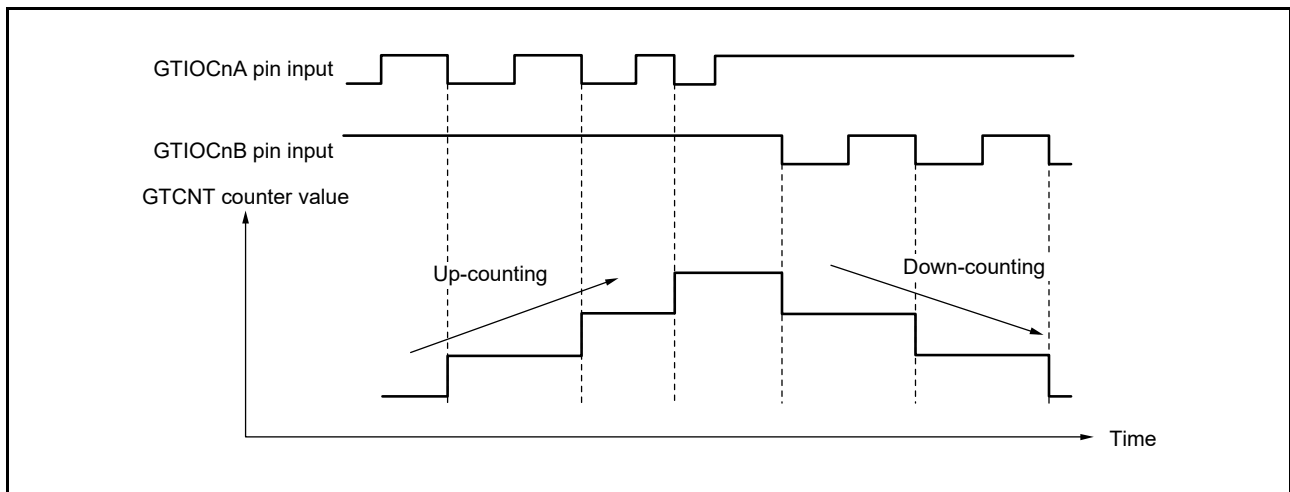 GTIOCnA pin input
GTIOCnB pin input
GTCNT counter value
Up-counting
Down-counting
Time